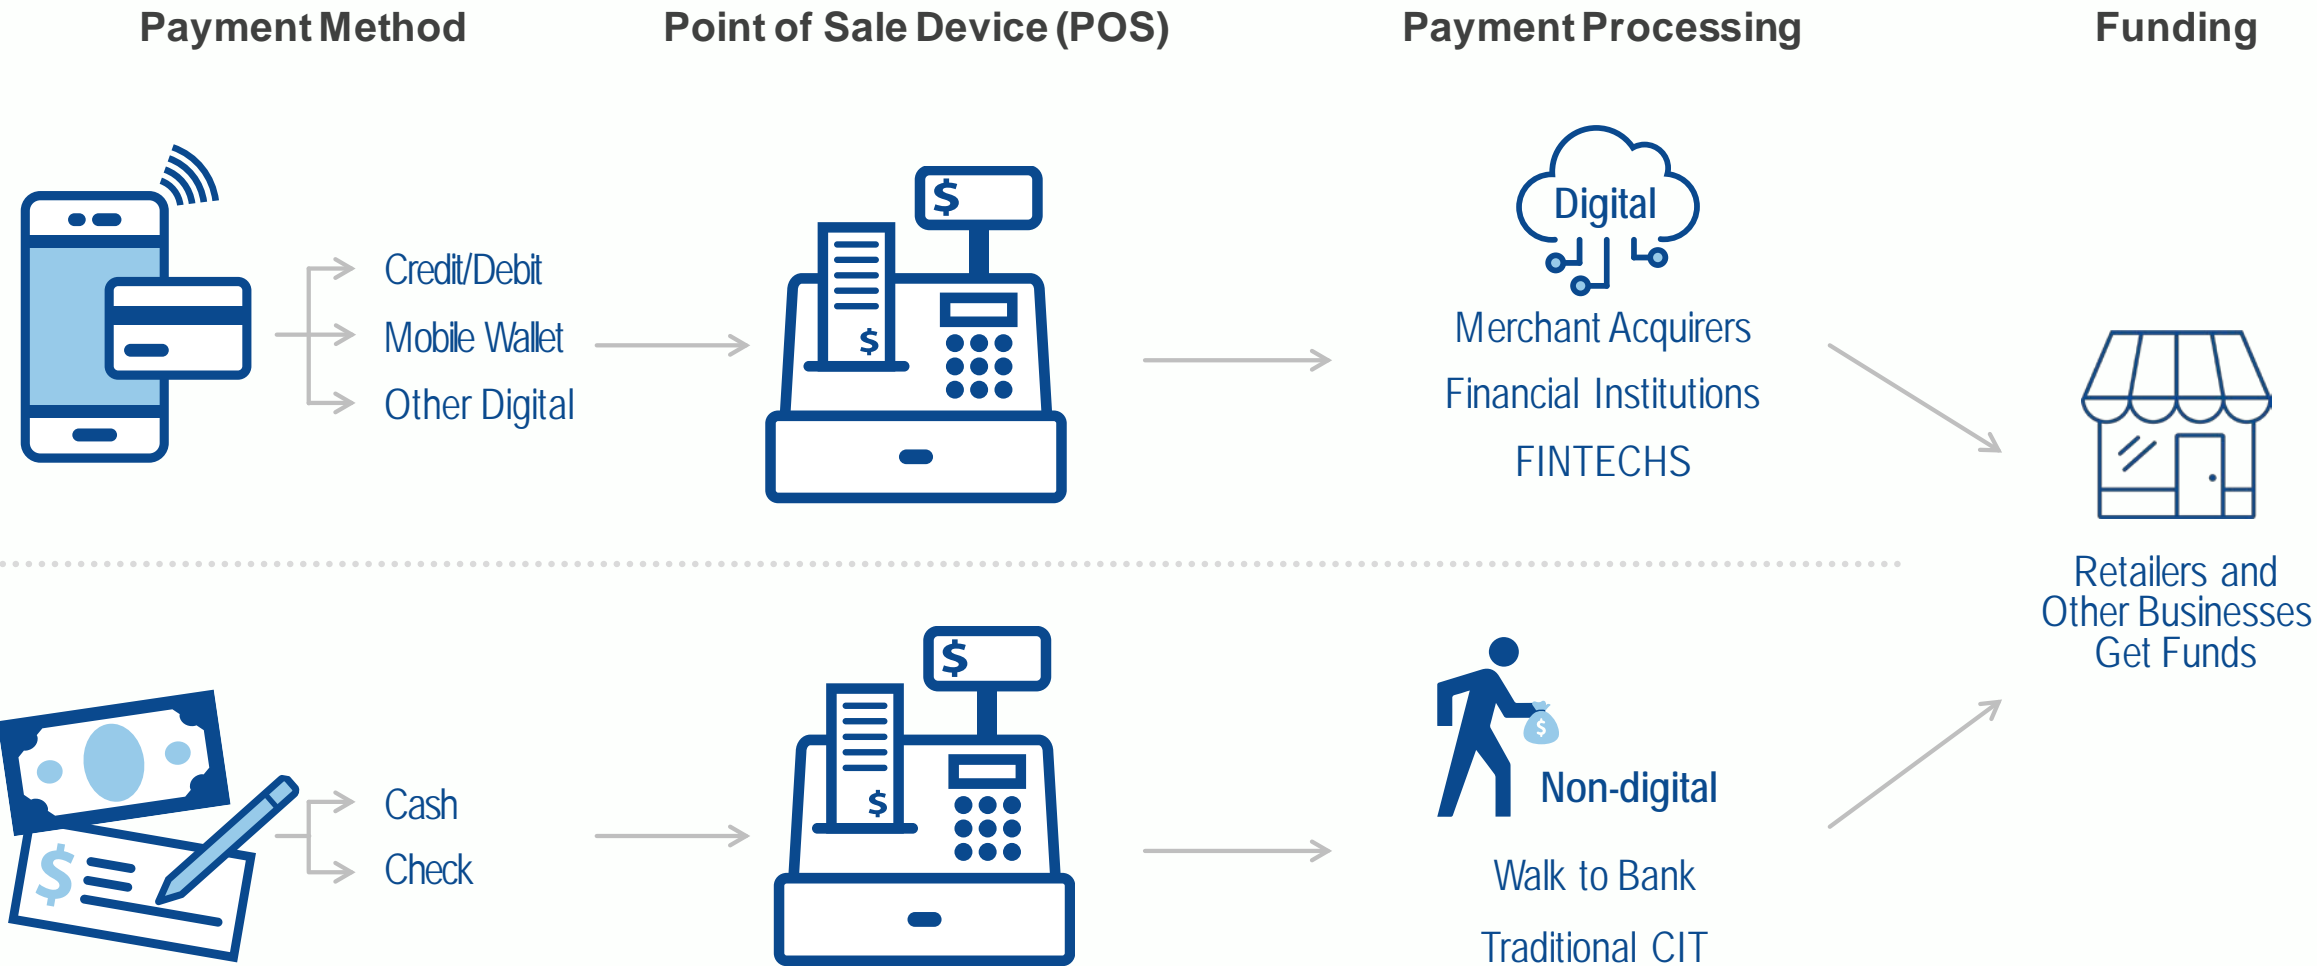 Payment Method
Point of Sale Device (POS)
Payment Processing
Funding
$
$
Credit/Debit
Mobile Wallet
Other Digital
Digital
Merchant Acquirers
Financial Institutions
FINTECHS
Retailers and
Other Businesses
Get Funds
$
Cash
Check
$
$
$
Non-digital
Walk to Bank
Traditional CIT